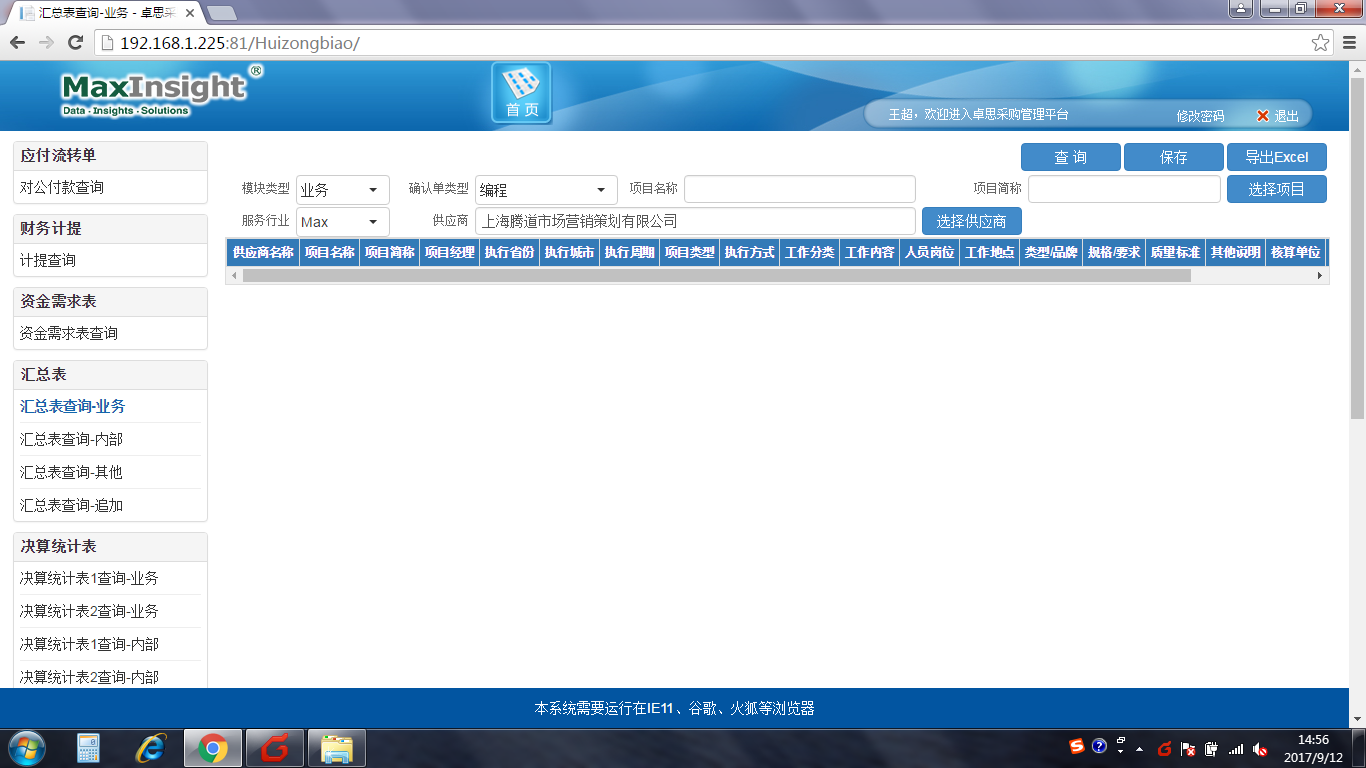 汇总表查询-业务 - 卓思采
192.168.1.225:81/Huizongbiao/
MaxInsight®
Data · Insights · Solutions
首 页
王超，欢迎进入卓思采购管理平台
修改密码
退出
应付流转单
对公付款查询
财务计提
计提查询
资金需求表
资金需求表查询
汇总表
汇总表查询-业务
汇总表查询-内部
汇总表查询-其他
汇总表查询-追加
决算统计表
决算统计表1查询-业务
决算统计表2查询-业务
决算统计表1查询-内部
决算统计表2查询-内部
查 询 保存 导出Excel
模块类型 业务 确认单类型 编程 项目名称 项目简称 选择项目
服务行业 Max 供应商 上海腾道市场营销策划有限公司 选择供应商
供应商名称 项目名称 项目简称 项目经理 执行省份 执行城市 执行周期 项目类型 执行方式 工作分类 工作内容 人员岗位 工作地点 类型/品牌 规格/要求 质量标准 其他说明 核算单位
本系统需要运行在IE11、谷歌、火狐等浏览器
14:56
2017/9/12